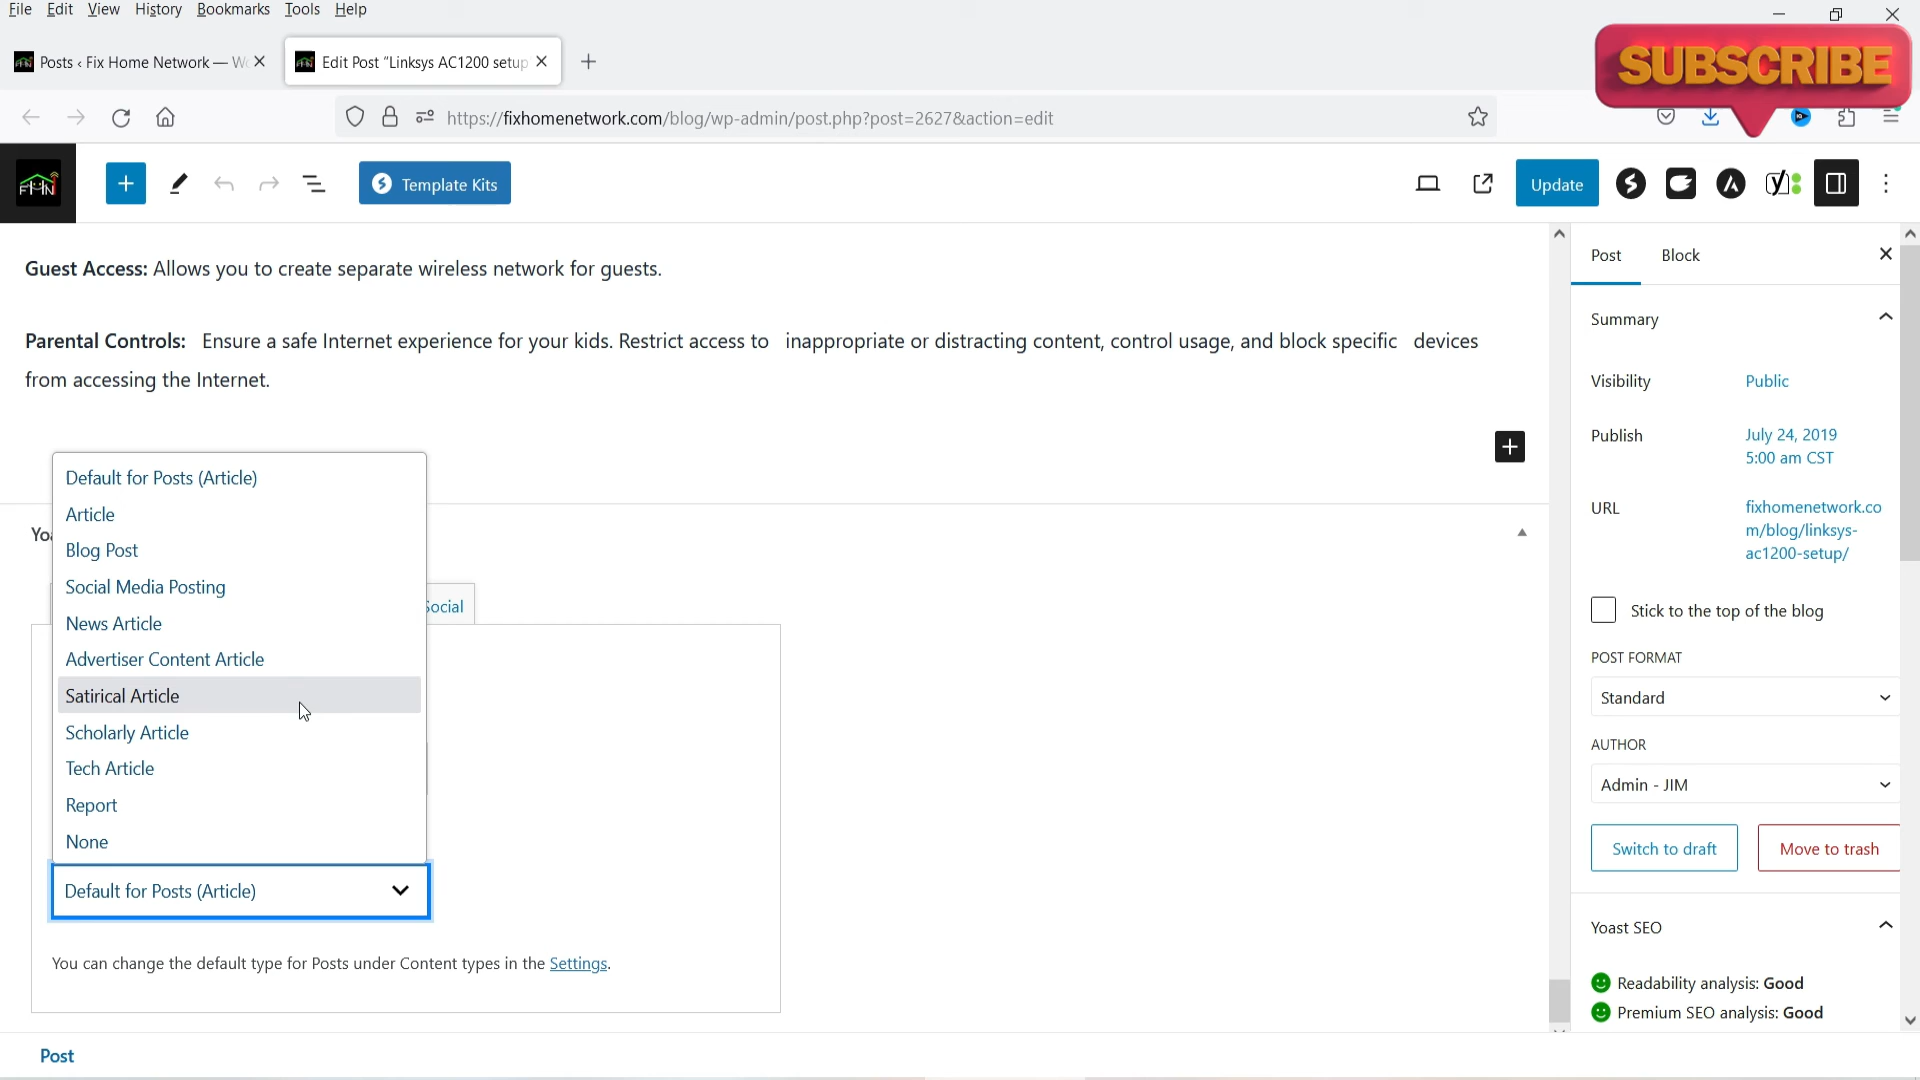 File Edit View History Bookmarks Tools Help
Posts ‹ Fix Home Network — W
Edit Post “Linksys AC1200 setup
SUBSCRIBE
https://fixhomenetwork.com/blog/wp-admin/post.php?post=2627&action=edit
FHN
Template Kits
Update
Guest Access: Allows you to create separate wireless network for guests.
Parental Controls: Ensure a safe Internet experience for your kids. Restrict access to inappropriate or distracting content, control usage, and block specific devices
from accessing the Internet.
Default for Posts (Article)
Article
Blog Post
Social Media Posting
News Article
Advertiser Content Article
Satirical Article
Scholarly Article
Tech Article
Report
None
Default for Posts (Article)
Yoa
Social
You can change the default type for Posts under Content types in the Settings.
Post
Post Block
Summary
Visibility Public
Publish July 24, 2019
5:00 am CST
URL fixhomenetwork.co
m/blog/linksys-
ac1200-setup/
Stick to the top of the blog
POST FORMAT
Standard
AUTHOR
Admin - JIM
Switch to draft Move to trash
Yoast SEO
Readability analysis: Good
Premium SEO analysis: Good